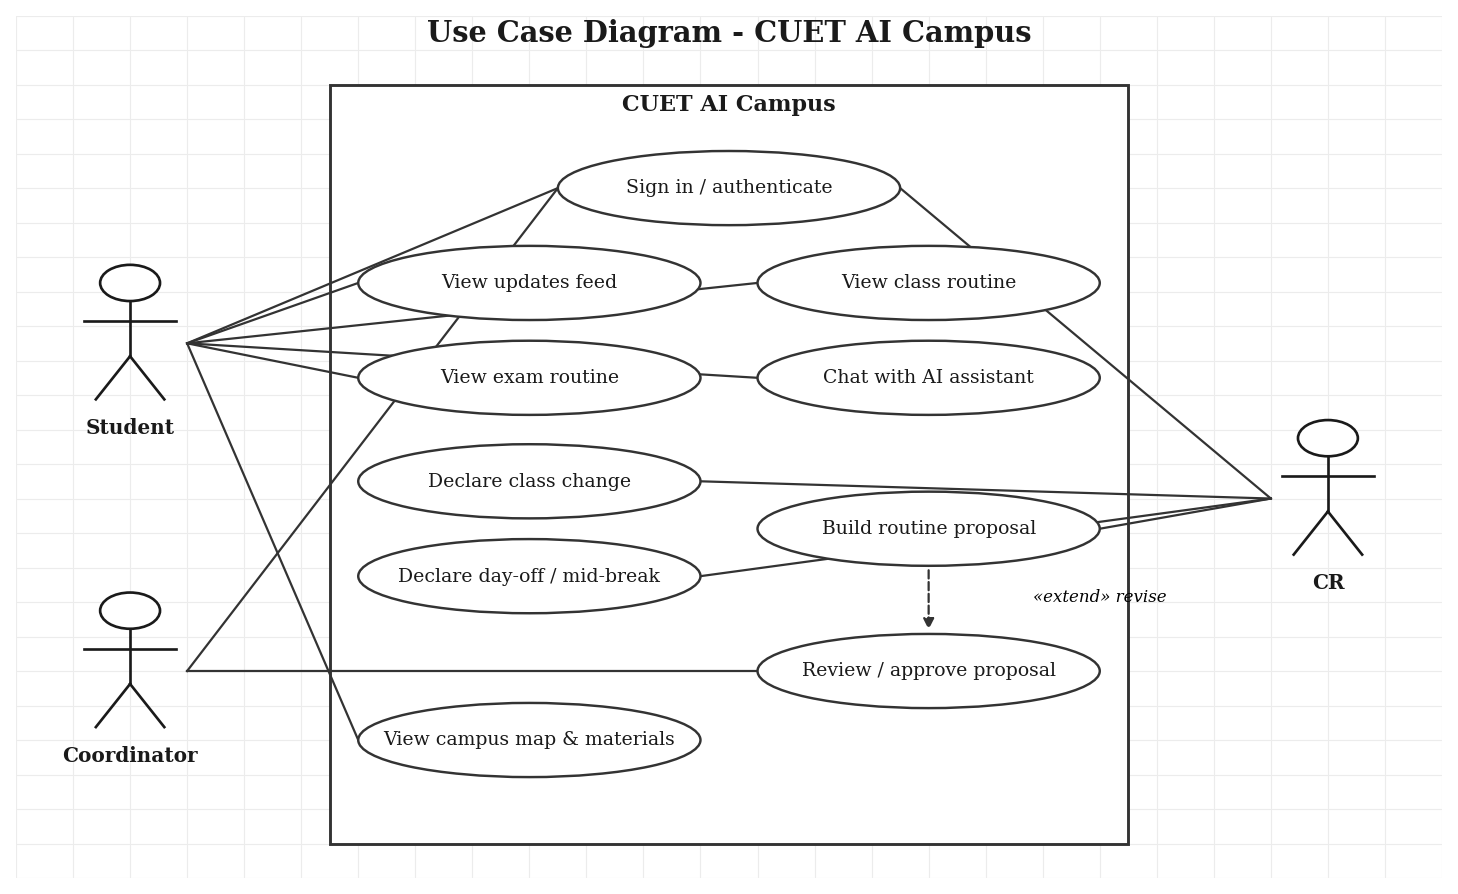 Use Case Diagram - CUET AI Campus
CUET AI Campus
Sign in / authenticate
View updates feed
View class routine
View exam routine
Chat with AI assistant
Student
Declare class change
Build routine proposal
Declare day-off / mid-break
CR
«extend» revise
Review / approve proposal
View campus map & materials
Coordinator